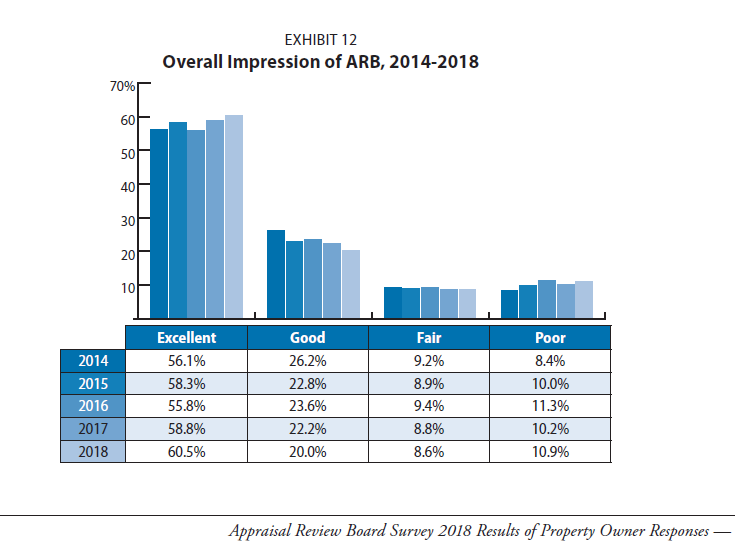 EXHIBIT 12
Overall Impression of ARB, 2014-2018
70%
60
50
40
30
20
10
Excellent Good Fair Poor
2014 56.1% 26.2% 9.2% 8.4%
2015 58.3% 22.8% 8.9% 10.0%
2016 55.8% 23.6% 9.4% 11.3%
2017 58.8% 22.2% 8.8% 10.2%
2018 60.5% 20.0% 8.6% 10.9%
Appraisal Review Board Survey 2018 Results of Property Owner Responses —